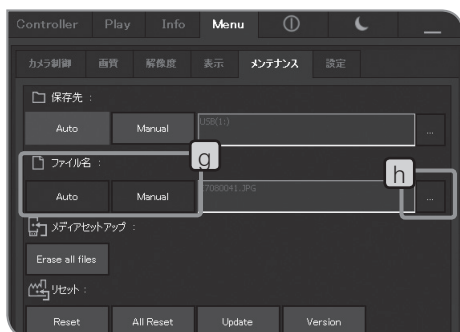 Controller Play Info Menu
カメラ制御 画質 解像度 表示 メンテナンス 設定
保存先 :
Auto Manual USB(1:) ...
ファイル名 : g h
Auto Manual 47080041.JPG ...
メディアセットアップ :
Erase all files
リセット :
Reset All Reset Update Version